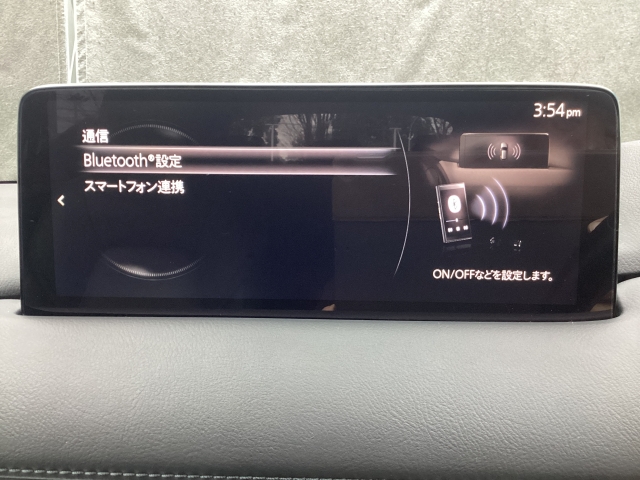 3:54pm
通信
Bluetooth®設定
スマートフォン連携
ON/OFFなどを設定します。